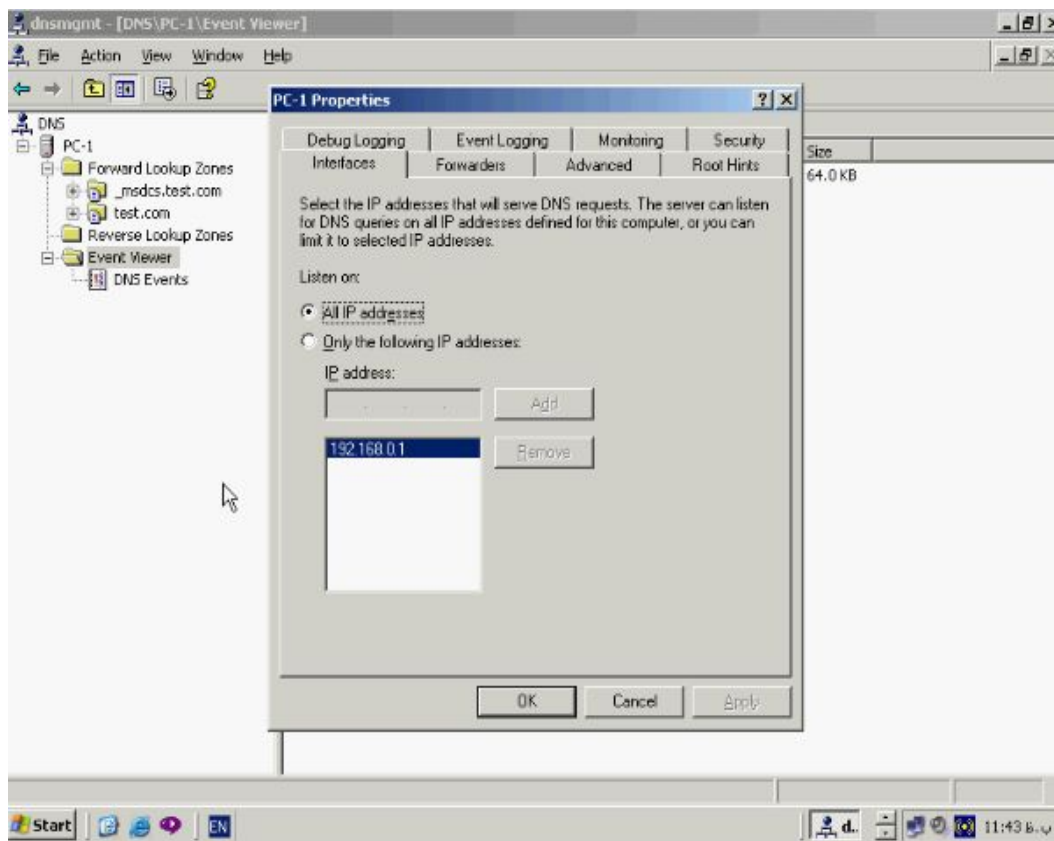 dnsmgmt - [DNS\PC-1\Event Viewer]
File Action View Window Help
DNS
PC-1
Forward Lookup Zones
_msdcs.test.com
test.com
Reverse Lookup Zones
Event Viewer
DNS Events
Size
64.0 KB
PC-1 Properties
Debug Logging Event Logging Monitoring Security
Interfaces Forwarders Advanced Root Hints
Select the IP addresses that will serve DNS requests. The server can listen
for DNS queries on all IP addresses defined for this computer, or you can
limit it to selected IP addresses.
Listen on:
All IP addresses
Only the following IP addresses:
IP address:
Add
192.168.0.1
Remove
OK Cancel Apply
Start EN d.. 11:43 ب.ظ